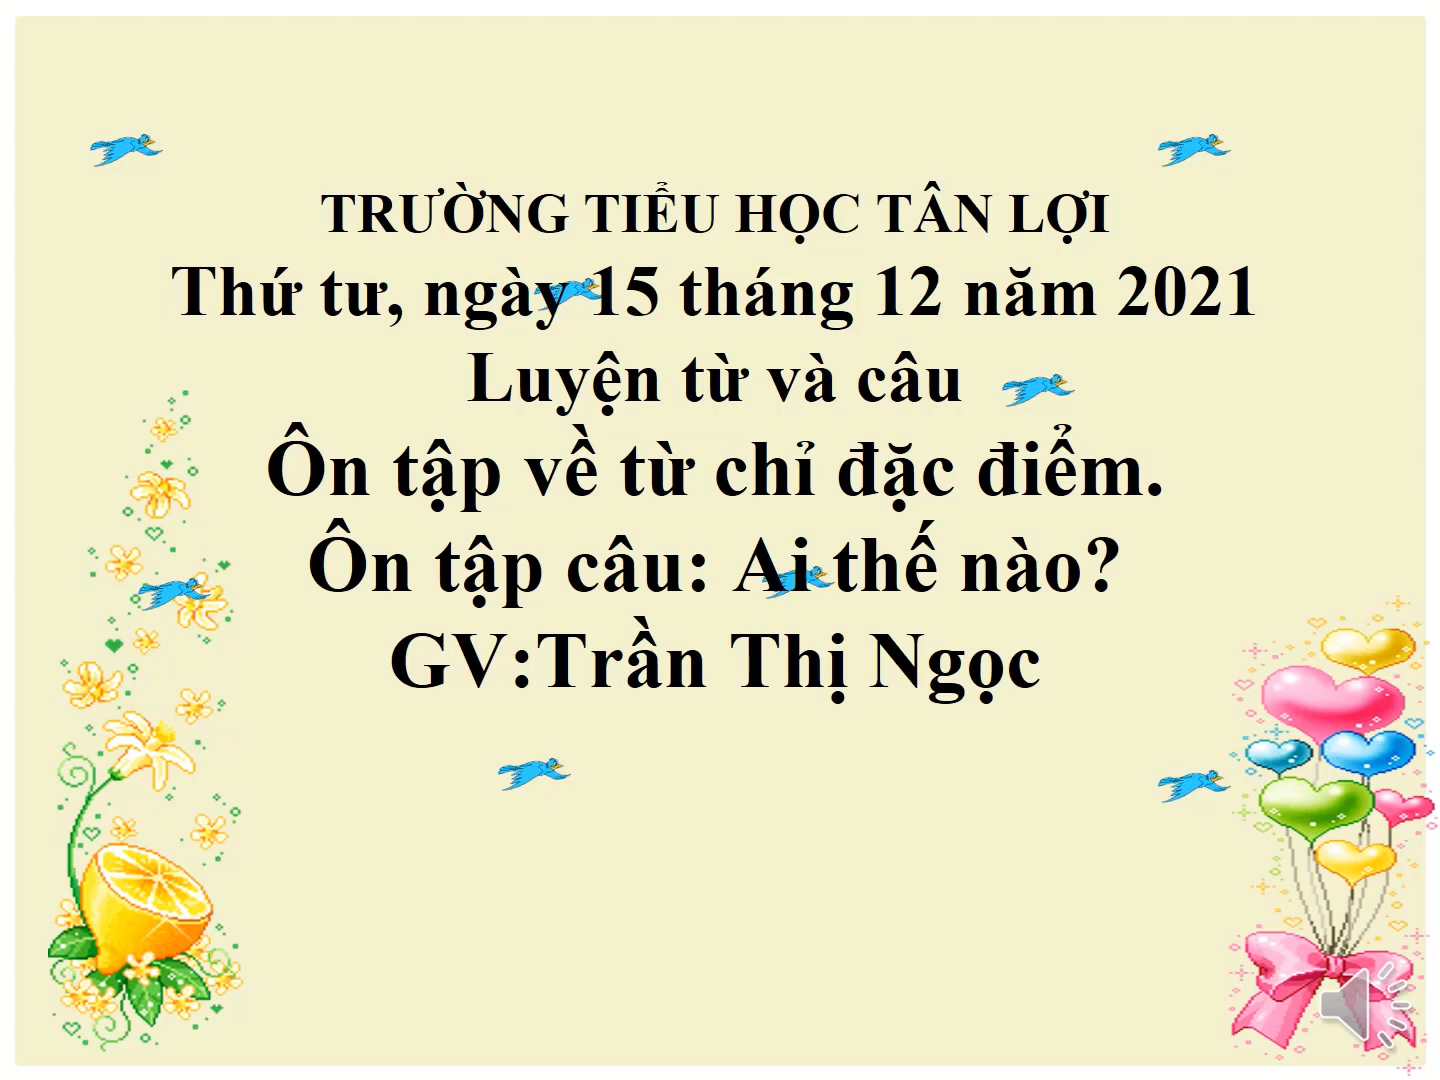 TRƯỜNG TIỂU HỌC TÂN LỢI
Thứ tư, ngày 15 tháng 12 năm 2021
Luyện từ và câu
Ôn tập về từ chỉ đặc điểm.
Ôn tập câu: Ai thế nào?
GV:Trần Thị Ngọc